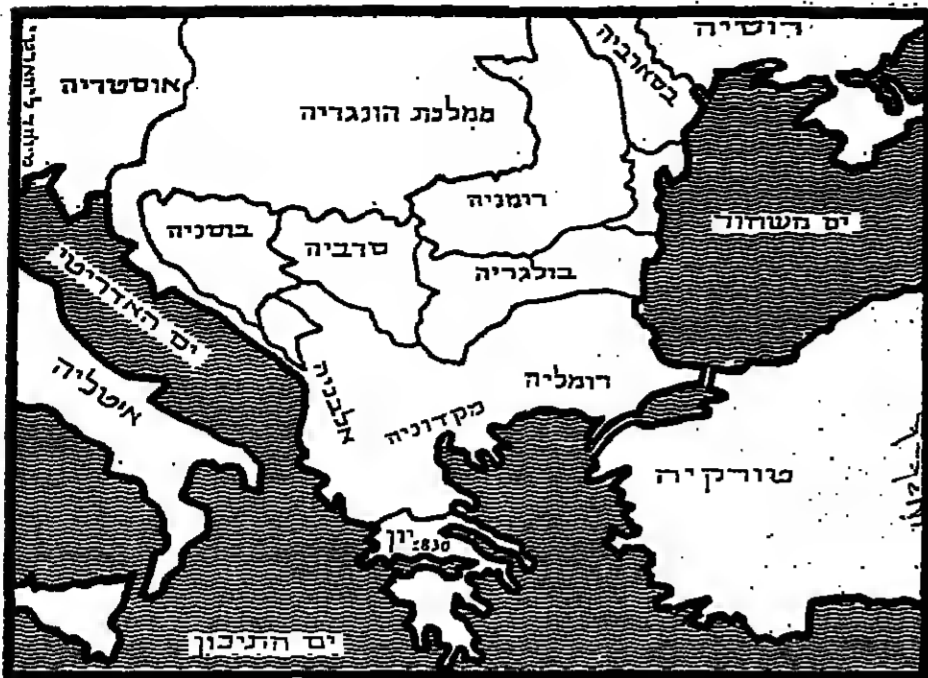 רוסיה
בסארביה
אוסטריה
ממלכת הונגריה
רומניה
ים משחור
בוסניה
סרביה
בולגריה
ים האדריטי
איטליה
אלבניה
מקדוניה
רומליה
טורקיה
יון
1830
ים התיכון